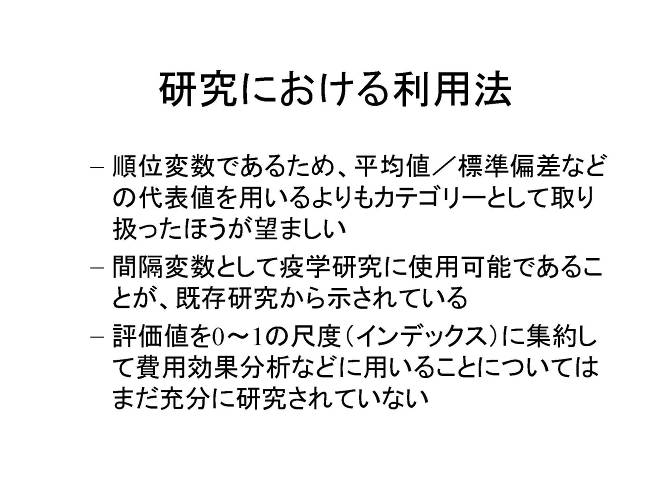 研究における利用法
– 順位変数であるため、平均値／標準偏差など
の代表値を用いるよりもカテゴリーとして取り
扱ったほうが望ましい
– 間隔変数として疫学研究に使用可能であるこ
とが、既存研究から示されている
– 評価値を0～1の尺度（インデックス）に集約し
て費用効果分析などに用いることについては
まだ充分に研究されていない